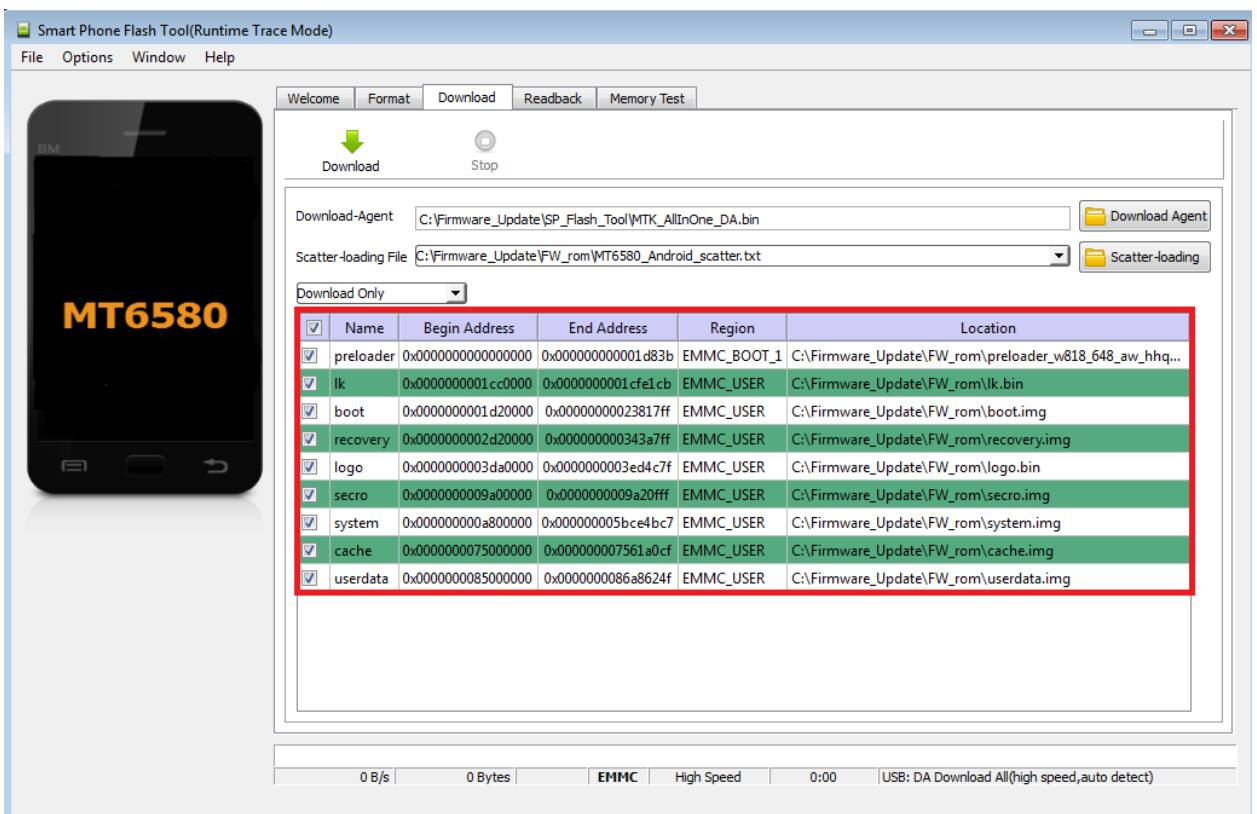 Smart Phone Flash Tool(Runtime Trace Mode)
File Options Window Help
Welcome Format Download Readback Memory Test
BM
Download Stop
Download-Agent C:\Firmware_Update\SP_Flash_Tool\MTK_AllInOne_DA.bin Download Agent
Scatter-loading File C:\Firmware_Update\FW_rom\MT6580_Android_scatter.txt Scatter-loading
Download Only
MT6580
Name Begin Address End Address Region Location
preloader 0x0000000000000000 0x000000000001d83b EMMC_BOOT_1 C:\Firmware_Update\FW_rom\preloader_w818_648_aw_hhq...
lk 0x0000000001cc0000 0x0000000001cfe1cb EMMC_USER C:\Firmware_Update\FW_rom\lk.bin
boot 0x0000000001d20000 0x00000000023817ff EMMC_USER C:\Firmware_Update\FW_rom\boot.img
recovery 0x0000000002d20000 0x000000000343a7ff EMMC_USER C:\Firmware_Update\FW_rom\recovery.img
logo 0x0000000003da0000 0x0000000003ed4c7f EMMC_USER C:\Firmware_Update\FW_rom\logo.bin
secro 0x0000000009a00000 0x0000000009a20fff EMMC_USER C:\Firmware_Update\FW_rom\secro.img
system 0x000000000a800000 0x000000005bce4bc7 EMMC_USER C:\Firmware_Update\FW_rom\system.img
cache 0x0000000075000000 0x000000007561a0cf EMMC_USER C:\Firmware_Update\FW_rom\cache.img
userdata 0x0000000085000000 0x0000000086a8624f EMMC_USER C:\Firmware_Update\FW_rom\userdata.img
0 B/s 0 Bytes EMMC High Speed 0:00 USB: DA Download All(high speed,auto detect)